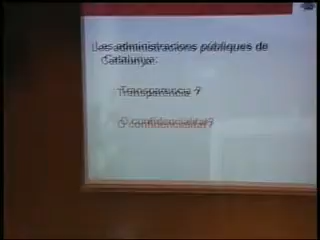 Les administracions públiques de
Catalunya:
Transparència ?
O confidencialitat?